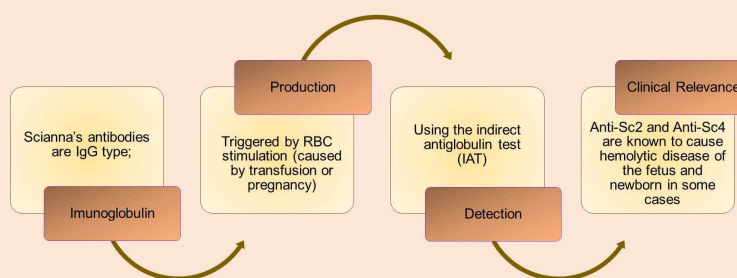 Scianna's antibodies
are IgG type;
Imunoglobulin
Production
Triggered by RBC
stimulation (caused
by transfusion or
pregnancy)
Using the indirect
antiglobulin test
(IAT)
Detection
Clinical Relevance
Anti-Sc2 and Anti-Sc4
are known to cause
hemolytic disease of
the fetus and
newborn in some
cases